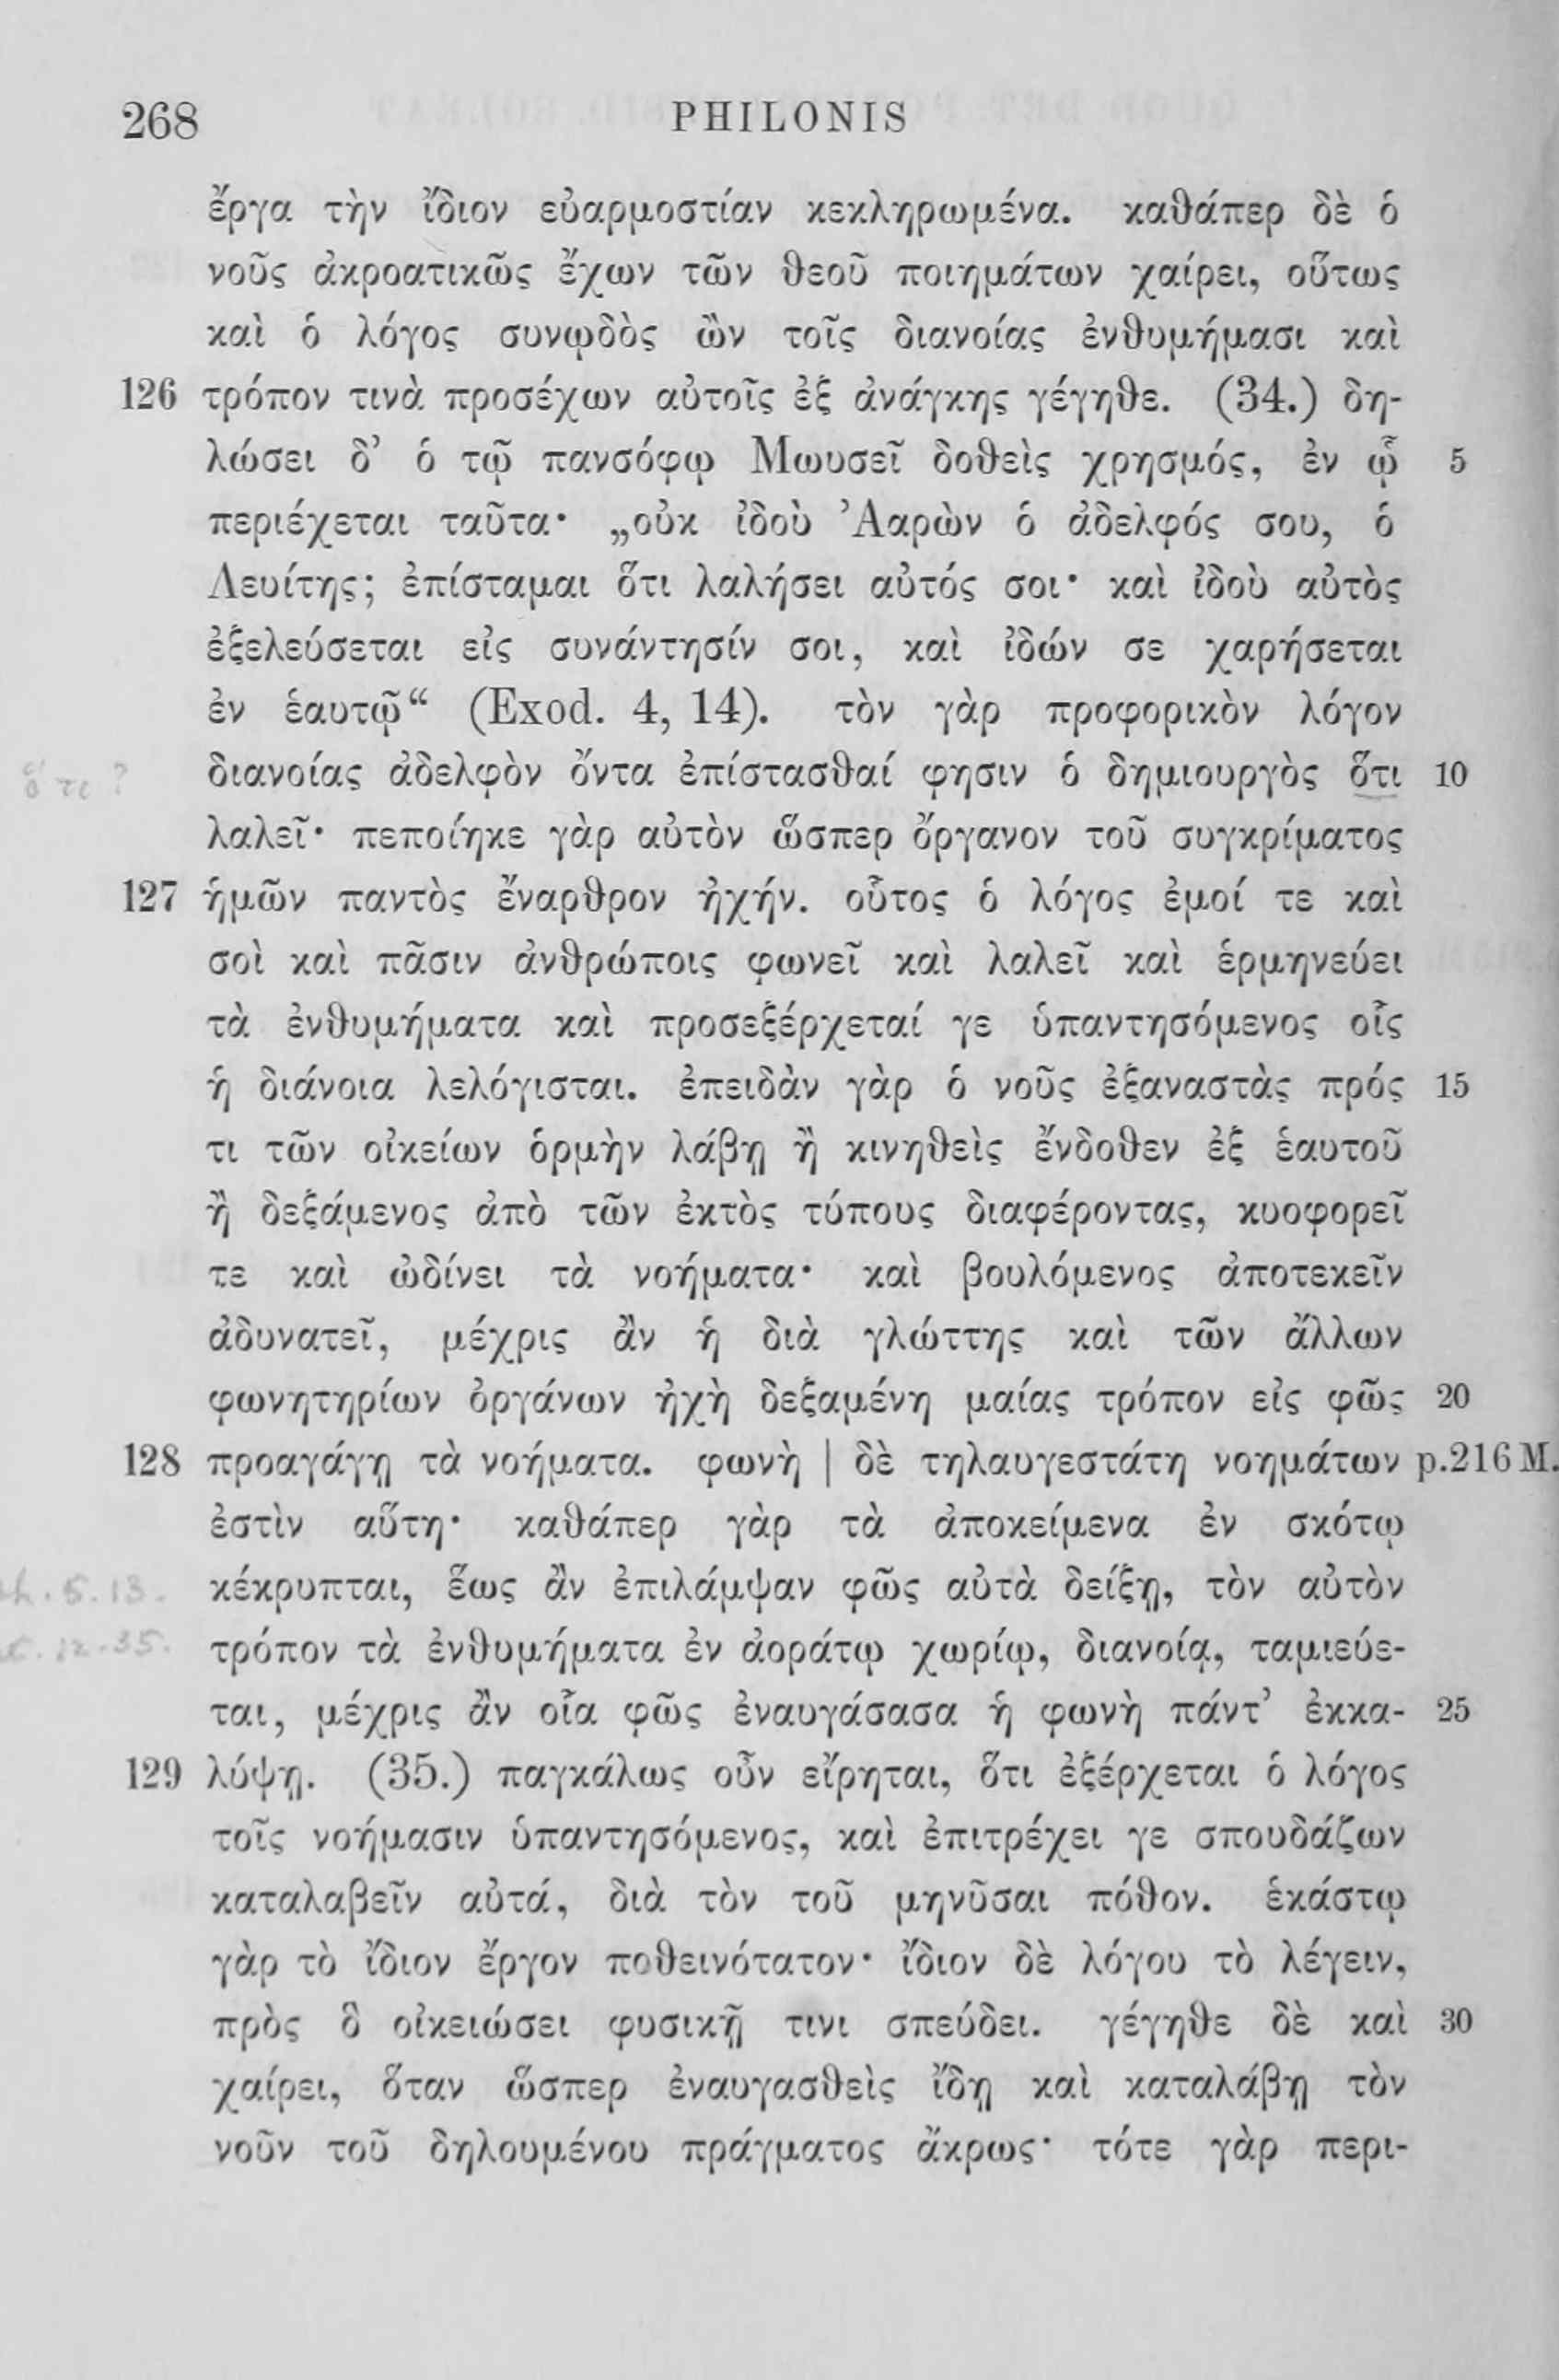 268 PHILONIS
ἔργα τὴν ἴδιον εὐαρμοστίαν κεκληρωμένα. καθάπερ δὲ ὁ
νοῦς ἀκροατικῶς ἔχων τῶν θεοῦ ποιημάτων χαίρει, οὕτως
καὶ ὁ λόγος συνῳδὸς ὢν τοῖς διανοίας ἐνθυμήμασι καὶ
126 τρόπον τινὰ προσέχων αὐτοῖς ἐξ ἀνάγκης γέγηθε. (34.) δη-
λώσει δ’ ὁ τῷ πανσόφῳ Μωυσεῖ δοθεὶς χρησμός, ἐν ᾧ 5
περιέχεται ταῦτα· „οὐκ ἰδοὺ Ἀαρὼν ὁ ἀδελφός σου, ὁ
Λευίτης; ἐπίσταμαι ὅτι λαλήσει αὐτός σοι· καὶ ἰδοὺ αὐτὸς
ἐξελεύσεται εἰς συνάντησίν σοι, καὶ ἰδών σε χαρήσεται
ἐν ἑαυτῷ“ (Exod. 4, 14). τὸν γὰρ προφορικὸν λόγον
ὅ τι ? διανοίας ἀδελφὸν ὄντα ἐπίστασθαί φησιν ὁ δημιουργὸς ὅτι 10
λαλεῖ· πεποίηκε γὰρ αὐτὸν ὥσπερ ὄργανον τοῦ συγκρίματος
127 ἡμῶν παντὸς ἔναρθρον ἠχήν. οὗτος ὁ λόγος ἐμοί τε καὶ
σοὶ καὶ πᾶσιν ἀνθρώποις φωνεῖ καὶ λαλεῖ καὶ ἑρμηνεύει
τὰ ἐνθυμήματα καὶ προσεξέρχεταί γε ὑπαντησόμενος οἷς
ἡ διάνοια λελόγισται. ἐπειδὰν γὰρ ὁ νοῦς ἐξαναστὰς πρός 15
τι τῶν οἰκείων ὁρμὴν λάβῃ ἢ κινηθεὶς ἔνδοθεν ἐξ ἑαυτοῦ
ἢ δεξάμενος ἀπὸ τῶν ἐκτὸς τύπους διαφέροντας, κυοφορεῖ
τε καὶ ὠδίνει τὰ νοήματα· καὶ βουλόμενος ἀποτεκεῖν
ἀδυνατεῖ, μέχρις ἂν ἡ διὰ γλώττης καὶ τῶν ἄλλων
φωνητηρίων ὀργάνων ἠχὴ δεξαμένη μαίας τρόπον εἰς φῶς 20
128 προαγάγῃ τὰ νοήματα. φωνὴ | δὲ τηλαυγεστάτη νοημάτων p.216 M.
ἐστὶν αὕτη· καθάπερ γὰρ τὰ ἀποκείμενα ἐν σκότῳ
5.13. κέκρυπται, ἕως ἂν ἐπιλάμψαν φῶς αὐτὰ δείξῃ, τὸν αὐτὸν
12.35. τρόπον τὰ ἐνθυμήματα ἐν ἀοράτῳ χωρίῳ, διανοίᾳ, ταμιεύε-
ται, μέχρις ἂν οἷα φῶς ἐναυγάσασα ἡ φωνὴ πάντ’ ἐκκα- 25
129 λύψῃ. (35.) παγκάλως οὖν εἴρηται, ὅτι ἐξέρχεται ὁ λόγος
τοῖς νοήμασιν ὑπαντησόμενος, καὶ ἐπιτρέχει γε σπουδάζων
καταλαβεῖν αὐτά, διὰ τὸν τοῦ μηνῦσαι πόθον. ἑκάστῳ
γὰρ τὸ ἴδιον ἔργον ποθεινότατον· ἴδιον δὲ λόγου τὸ λέγειν,
πρὸς ὃ οἰκειώσει φυσικῇ τινι σπεύδει. γέγηθε δὲ καὶ 30
χαίρει, ὅταν ὥσπερ ἐναυγασθεὶς ἴδῃ καὶ καταλάβῃ τὸν
νοῦν τοῦ δηλουμένου πράγματος ἄκρως· τότε γὰρ περι-